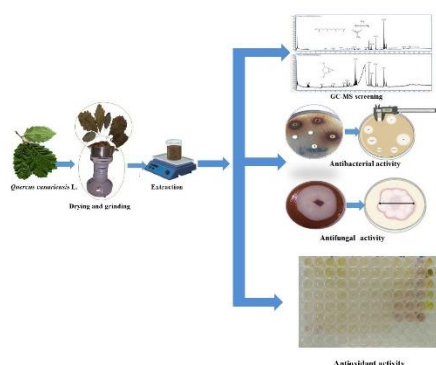 GC-MS screening
Antibacterial activity
Quercus canariensis L.
Extraction
Drying and grinding
Antifungal activity
Antioxidant activity